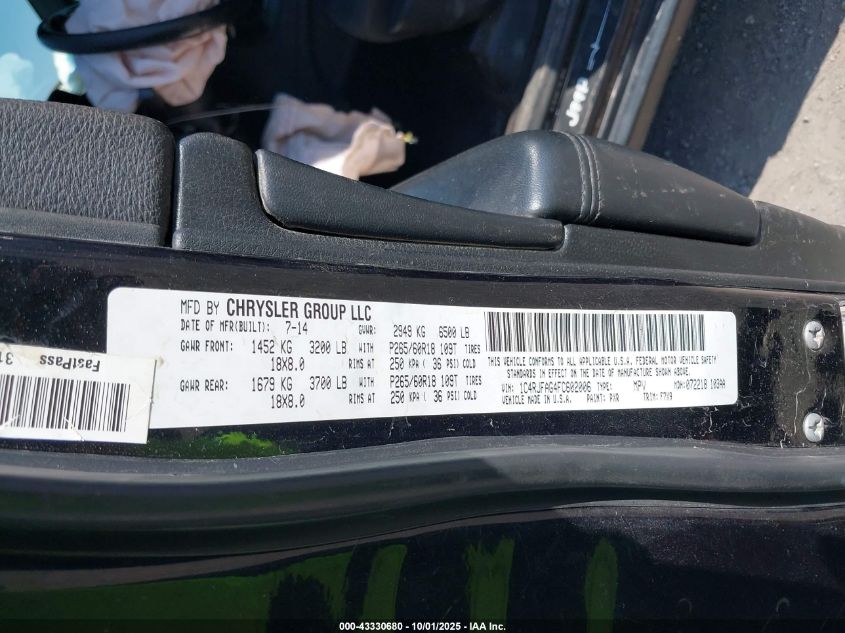 MFD BY CHRYSLER GROUP LLC
DATE OF MFR(BUILT): 7-14 GVWR: 2949 KG 6500 LB
GAWR FRONT: 1452 KG 3200 LB WITH P265/60R18 109T TIRES
18X8.0 RIMS AT 250 KPA ( 36 PSI) COLD
GAWR REAR: 1679 KG 3700 LB WITH P265/60R18 109T TIRES
18X8.0 RIMS AT 250 KPA ( 36 PSI) COLD
THIS VEHICLE CONFORMS TO ALL APPLICABLE U.S.A. FEDERAL MOTOR VEHICLE SAFETY
STANDARDS IN EFFECT ON THE DATE OF MANUFACTURE SHOWN ABOVE.
VIN: 1C4RJFAG4FC602006 TYPE: MPV MDH: 072218 103AA
VEHICLE MADE IN U.S.A. PAINT: PXR TRIM: F7X9
FastPass
31
Jeep
000-43330680 - 10/01/2025 - IAA Inc.